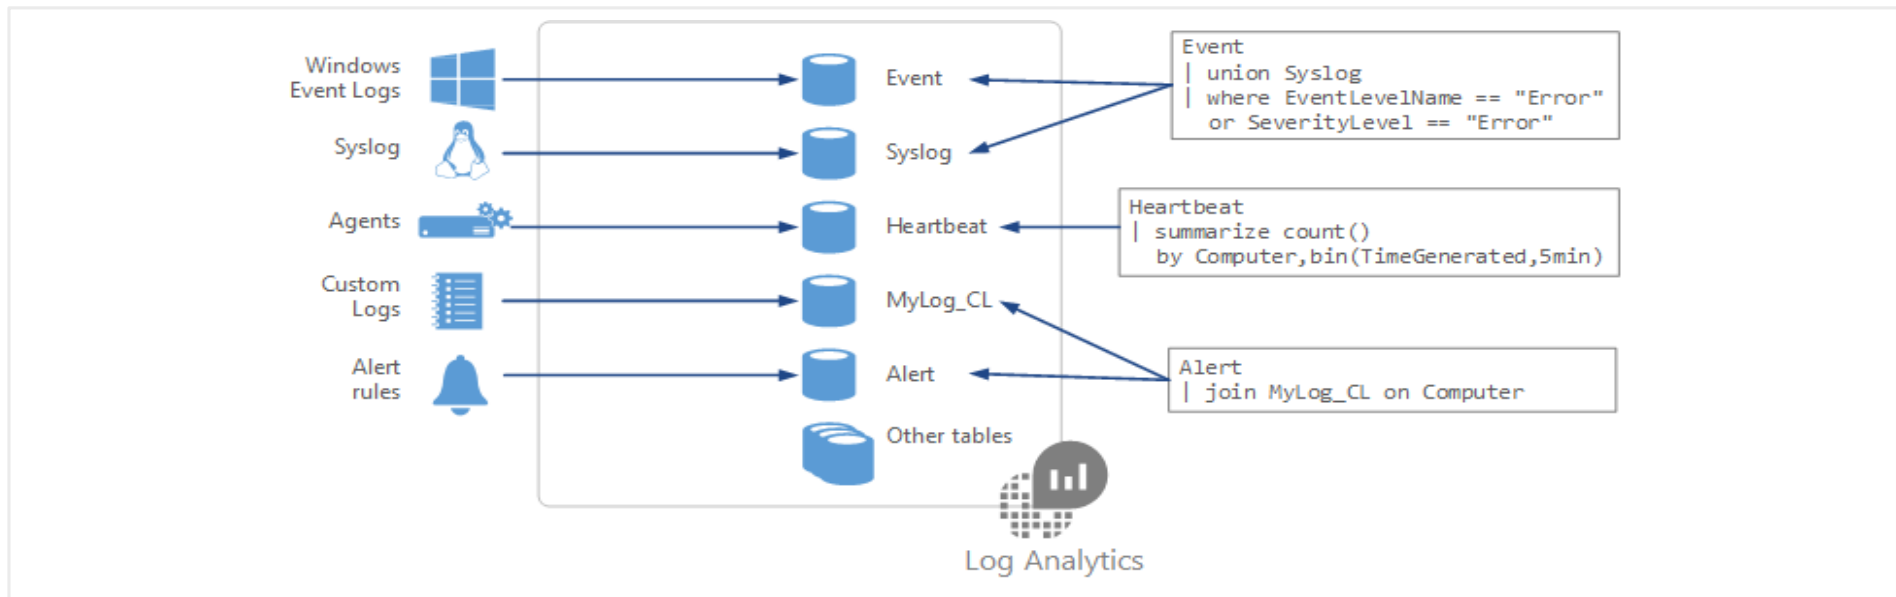 Windows
Event Logs
Event
Event
| union Syslog
| where EventLevelName == "Error"
or SeverityLevel == "Error"
Syslog
Syslog
Agents
Heartbeat
Heartbeat
| summarize count()
by Computer,bin(TimeGenerated,5min)
Custom
Logs
MyLog_CL
Alert
rules
Alert
Alert
| join MyLog_CL on Computer
Other tables
Log Analytics